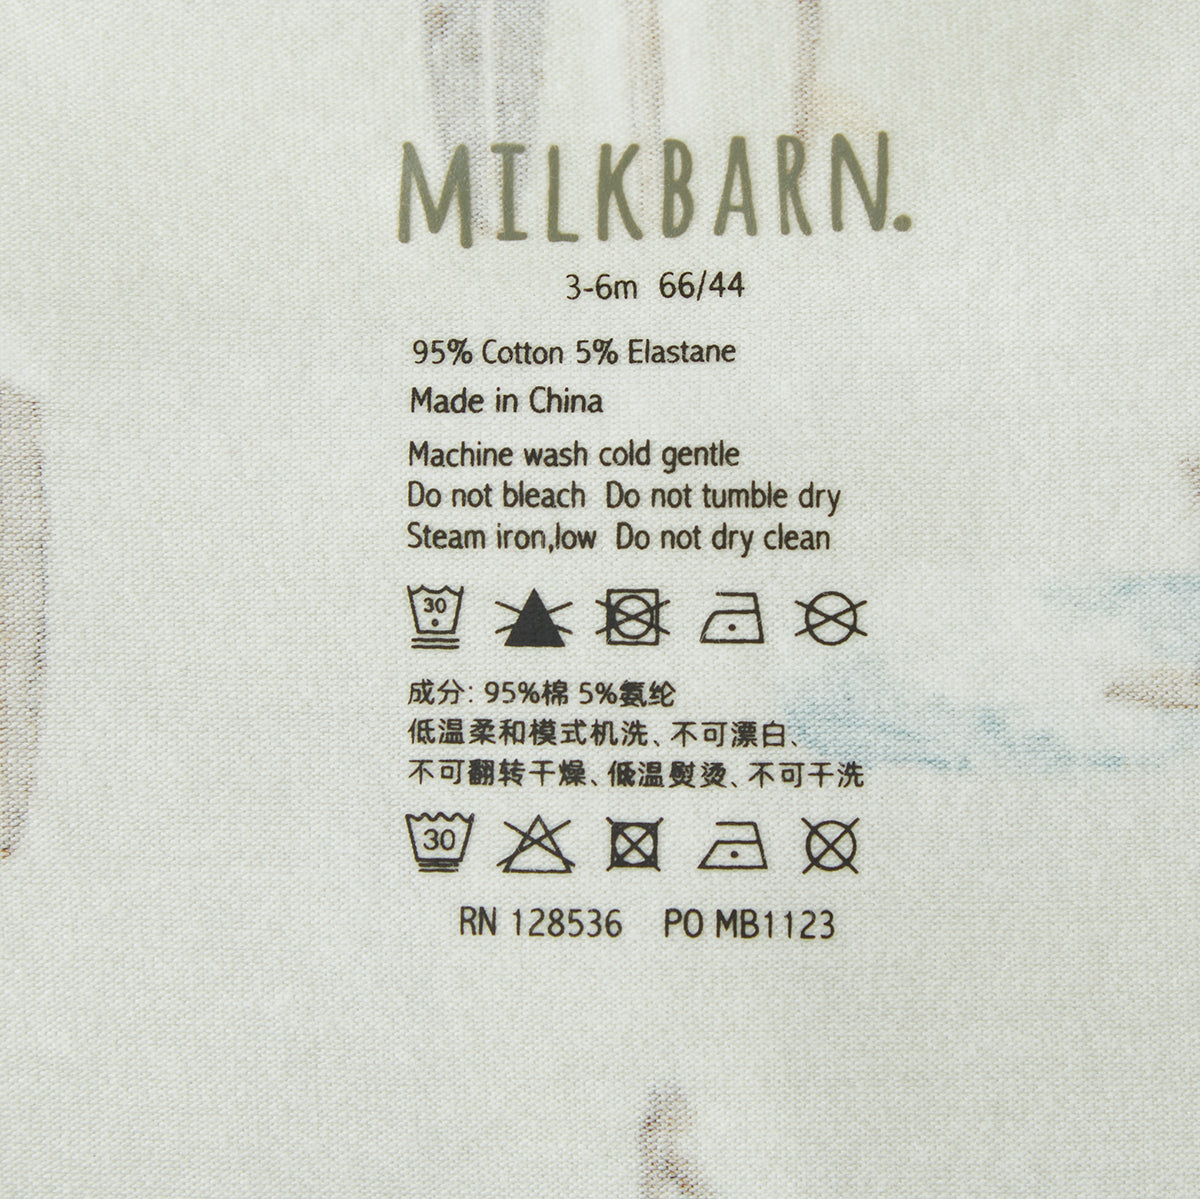 MILKBARN.
3-6m 66/44
95% Cotton 5% Elastane
Made in China
Machine wash cold gentle
Do not bleach Do not tumble dry
Steam iron,low Do not dry clean
30
成分: 95%棉 5%氨纶
低温柔和模式机洗、不可漂白、
不可翻转干燥、低温熨烫、不可干洗
30
RN 128536 PO MB1123